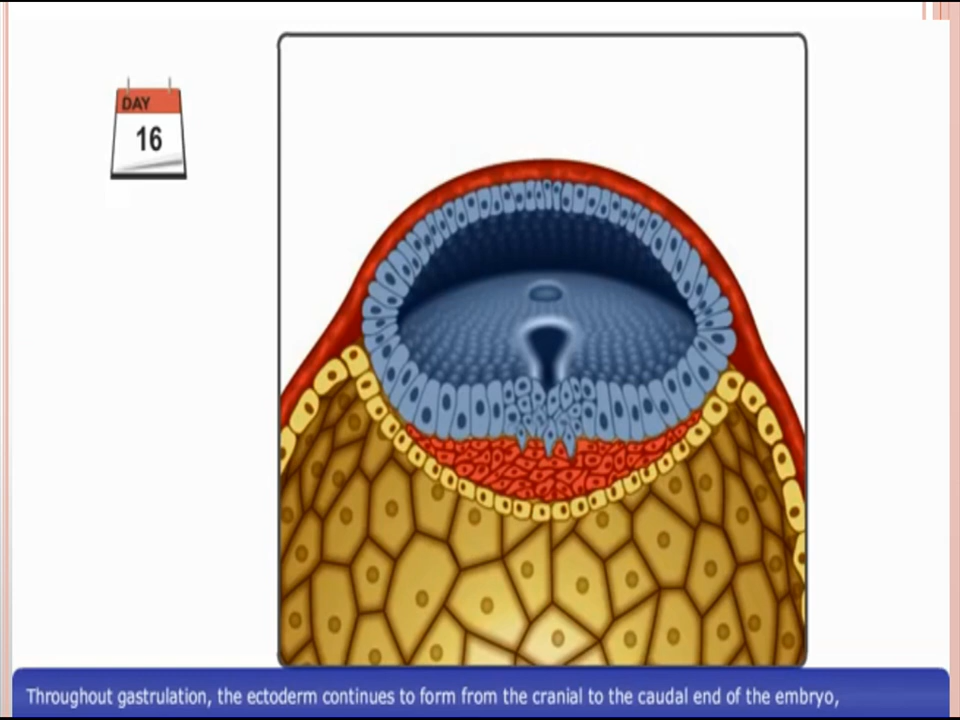 DAY
16
Throughout gastrulation, the ectoderm continues to form from the cranial to the caudal end of the embryo,